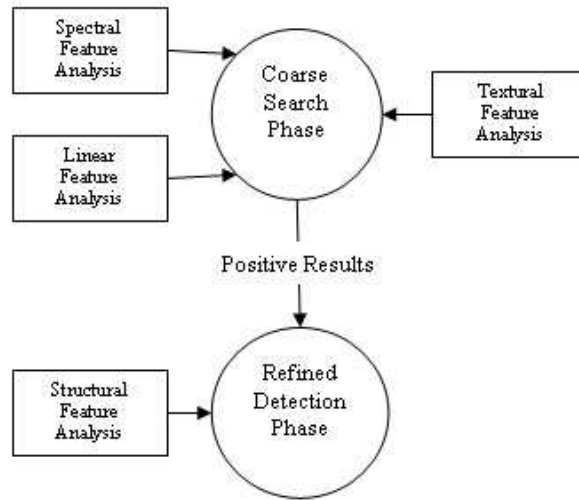 Spectral
Feature
Analysis
Coarse
Search
Phase
Textural
Feature
Analysis
Linear
Feature
Analysis
Positive Results
Refined
Detection
Phase
Structural
Feature
Analysis